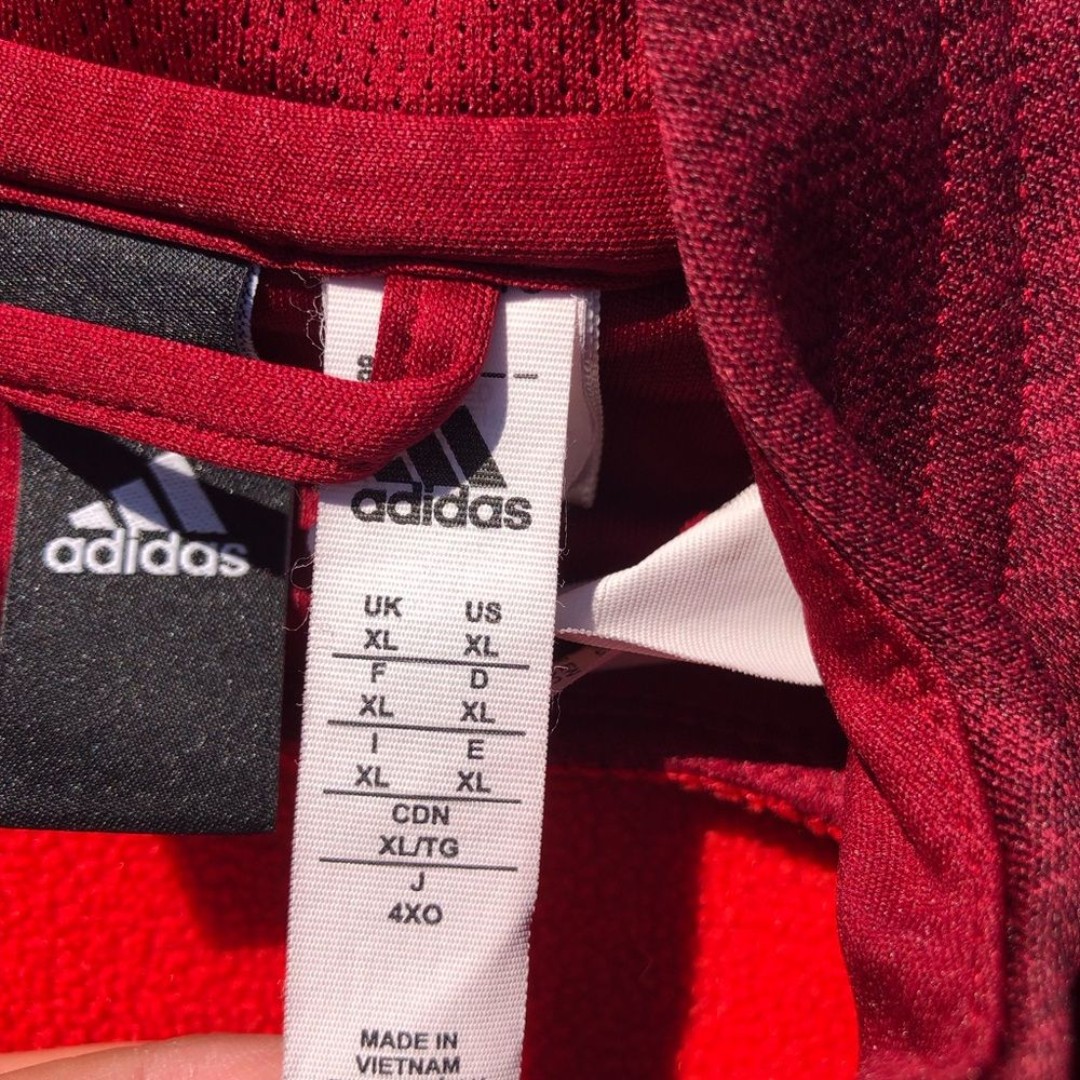 adidas
adidas
UK US
XL XL
F D
XL XL
I E
XL XL
CDN
XL/TG
J
4XO
MADE IN
VIETNAM